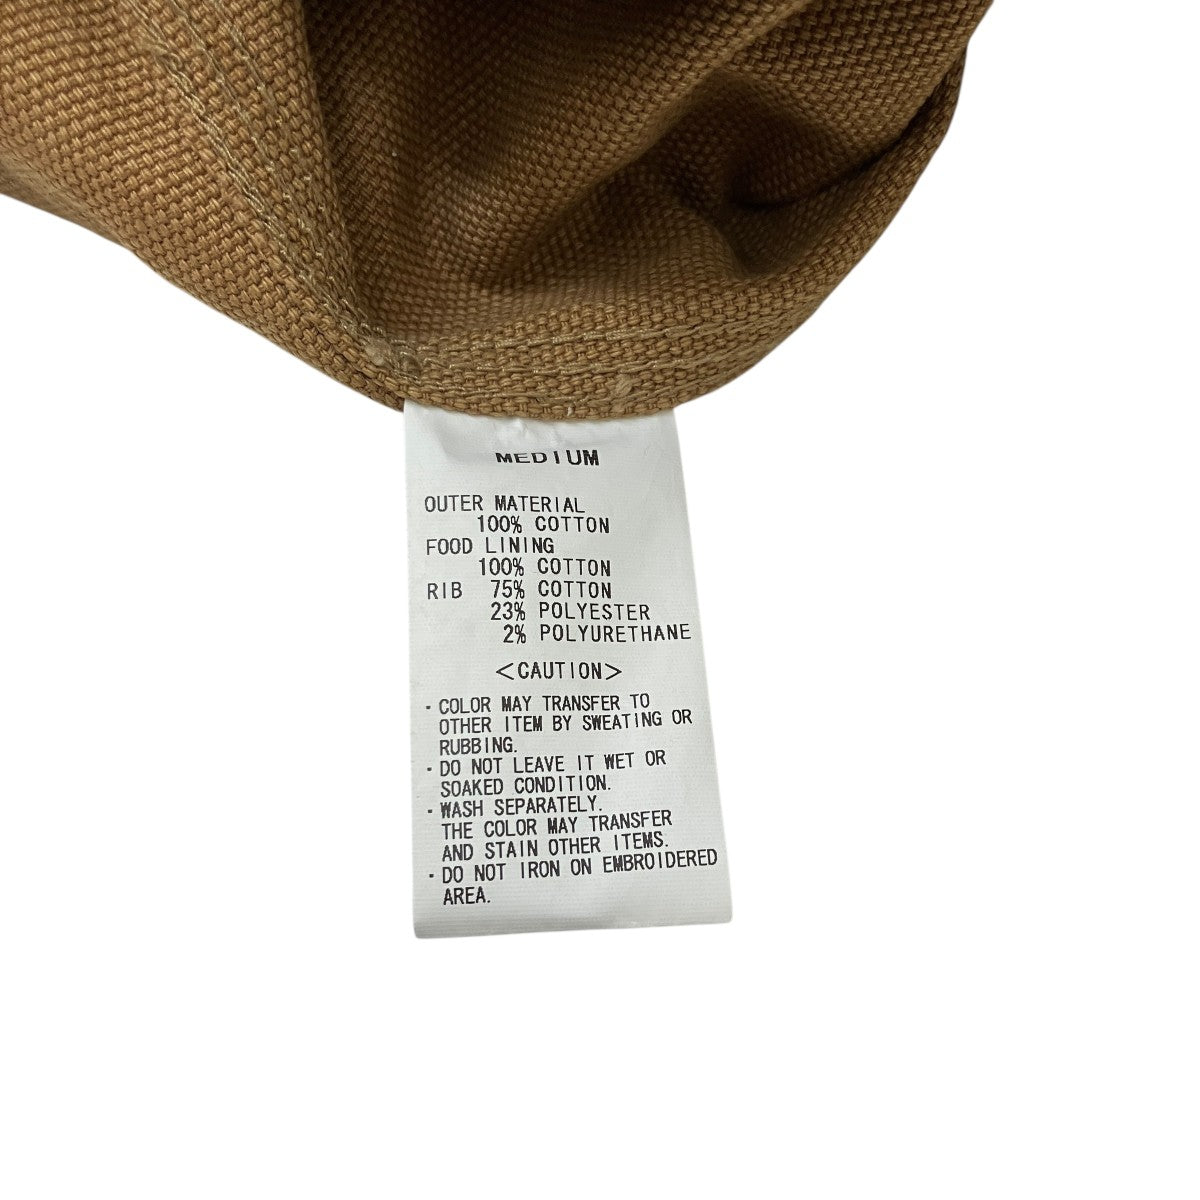 MEDIUM
OUTER MATERIAL
100% COTTON
FOOD LINING
100% COTTON
RIB 75% COTTON
23% POLYESTER
2% POLYURETHANE
<CAUTION>
・COLOR MAY TRANSFER TO
OTHER ITEM BY SWEATING OR
RUBBING.
・DO NOT LEAVE IT WET OR
SOAKED CONDITION.
・WASH SEPARATELY.
THE COLOR MAY TRANSFER
AND STAIN OTHER ITEMS.
・DO NOT IRON ON EMBROIDERED
AREA.